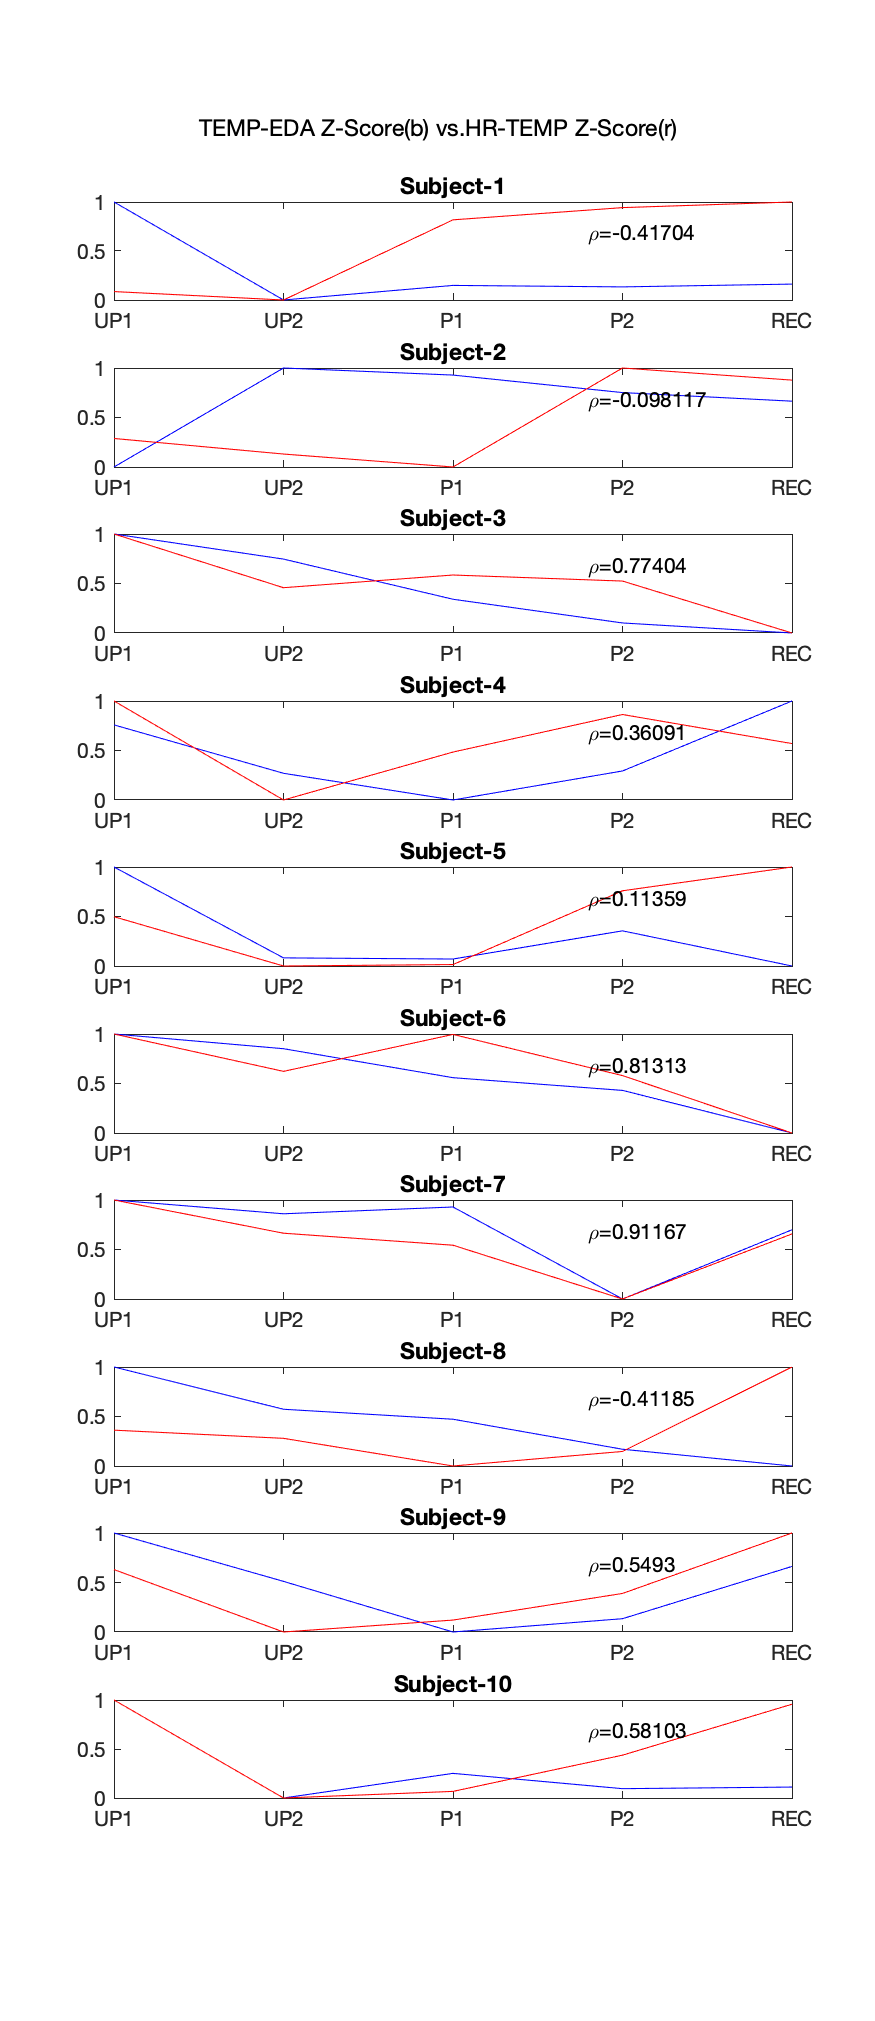 TEMP-EDA Z-Score(b) vs.HR-TEMP Z-Score(r)
Subject-1
1
0.5
0
ρ=-0.41704
UP1 UP2 P1 P2 REC
Subject-2
1
0.5
0
ρ=-0.098117
UP1 UP2 P1 P2 REC
Subject-3
1
0.5
0
ρ=0.77404
UP1 UP2 P1 P2 REC
Subject-4
1
0.5
0
ρ=0.36091
UP1 UP2 P1 P2 REC
Subject-5
1
0.5
0
ρ=0.11359
UP1 UP2 P1 P2 REC
Subject-6
1
0.5
0
ρ=0.81313
UP1 UP2 P1 P2 REC
Subject-7
1
0.5
0
ρ=0.91167
UP1 UP2 P1 P2 REC
Subject-8
1
0.5
0
ρ=-0.41185
UP1 UP2 P1 P2 REC
Subject-9
1
0.5
0
ρ=0.5493
UP1 UP2 P1 P2 REC
Subject-10
1
0.5
0
ρ=0.58103
UP1 UP2 P1 P2 REC